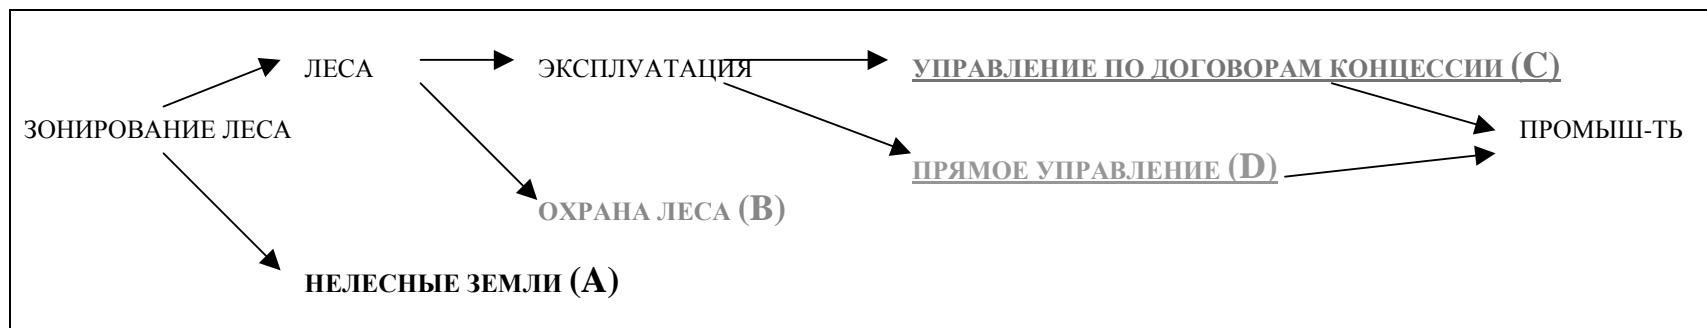 ЛЕСА ЭКСПЛУАТАЦИЯ УПРАВЛЕНИЕ ПО ДОГОВОРАМ КОНЦЕССИИ (C)
ЗОНИРОВАНИЕ ЛЕСА ПРОМЫШ-ТЬ
ПРЯМОЕ УПРАВЛЕНИЕ (D)
ОХРАНА ЛЕСА (B)
НЕЛЕСНЫЕ ЗЕМЛИ (A)